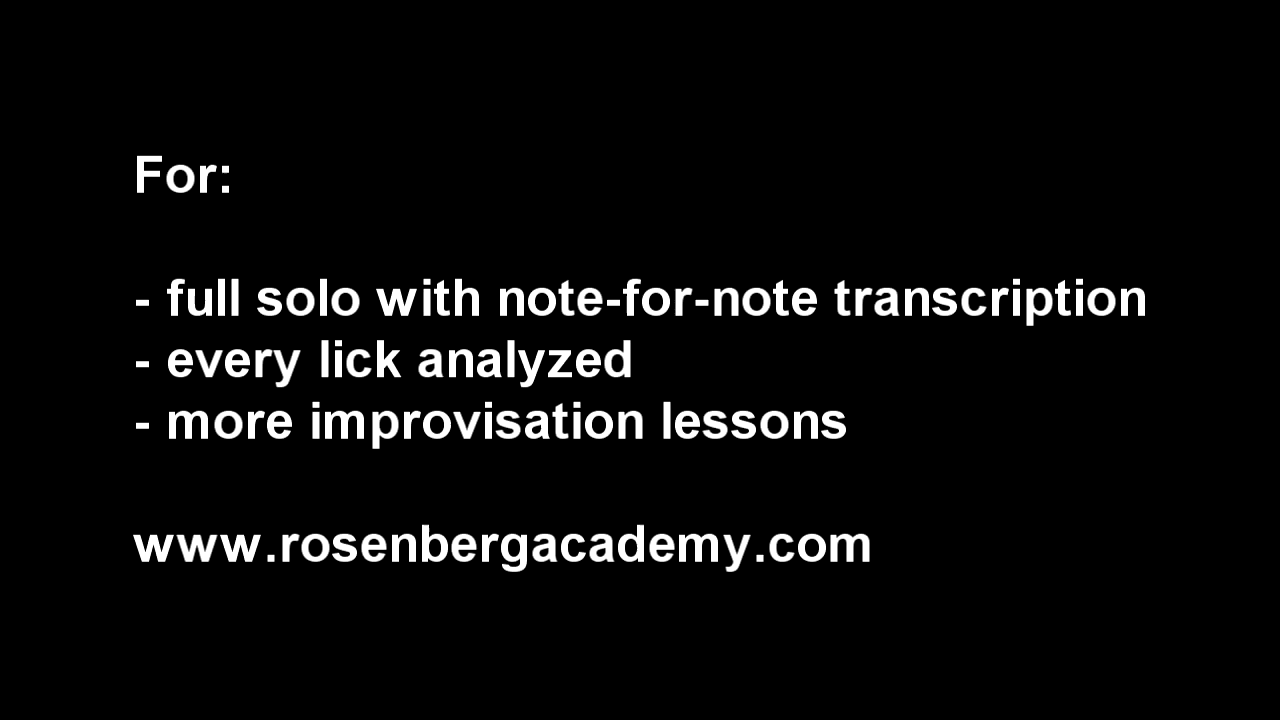 For:
- full solo with note-for-note transcription
- every lick analyzed
- more improvisation lessons
www.rosenbergacademy.com